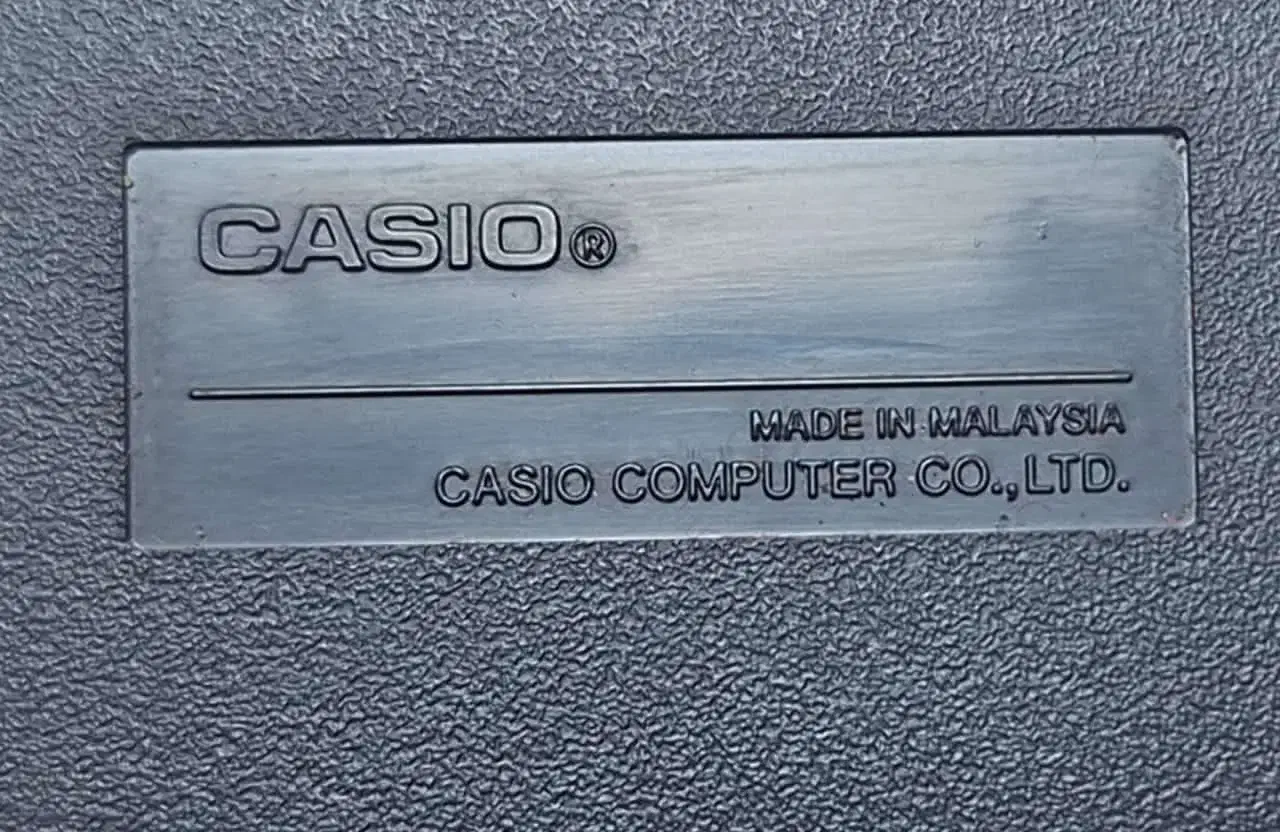 CASIO®
MADE IN MALAYSIA
CASIO COMPUTER CO.,LTD.